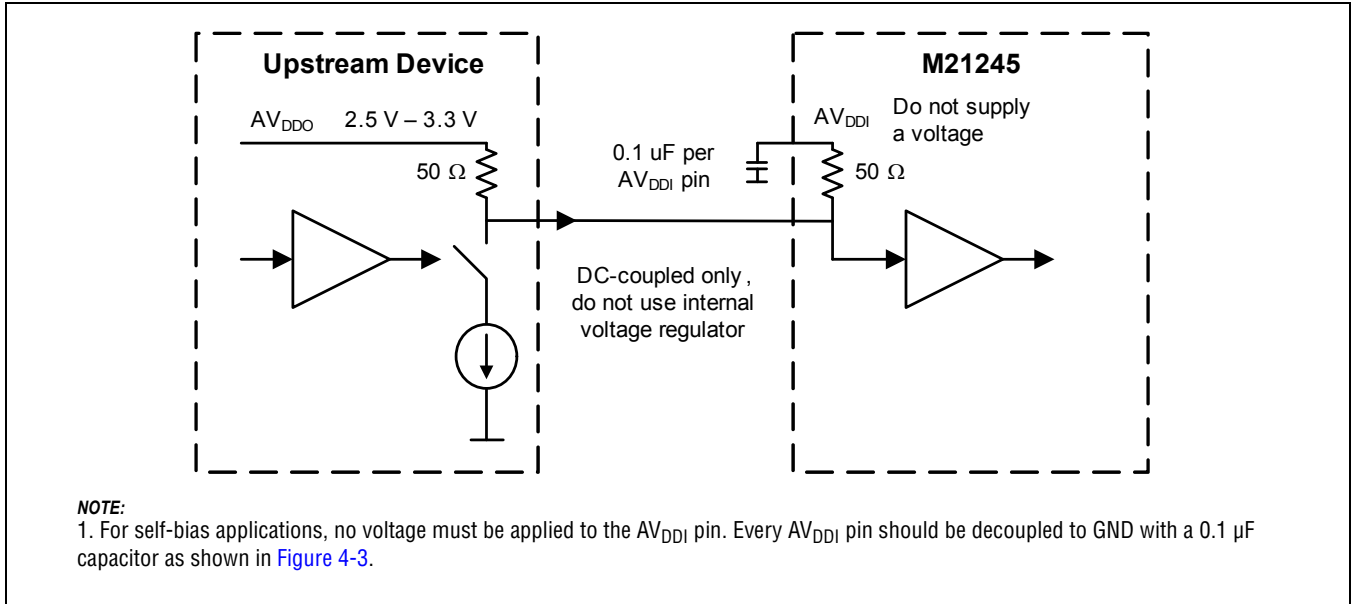 Upstream Device
M21245
AVDDO 2.5 V – 3.3 V
50 Ω
0.1 uF per
AVDDI pin
AVDDI
Do not supply
a voltage
50 Ω
DC-coupled only ,
do not use internal
voltage regulator
NOTE:
1. For self-bias applications, no voltage must be applied to the AVDDI pin. Every AVDDI pin should be decoupled to GND with a 0.1 µF
capacitor as shown in Figure 4-3.